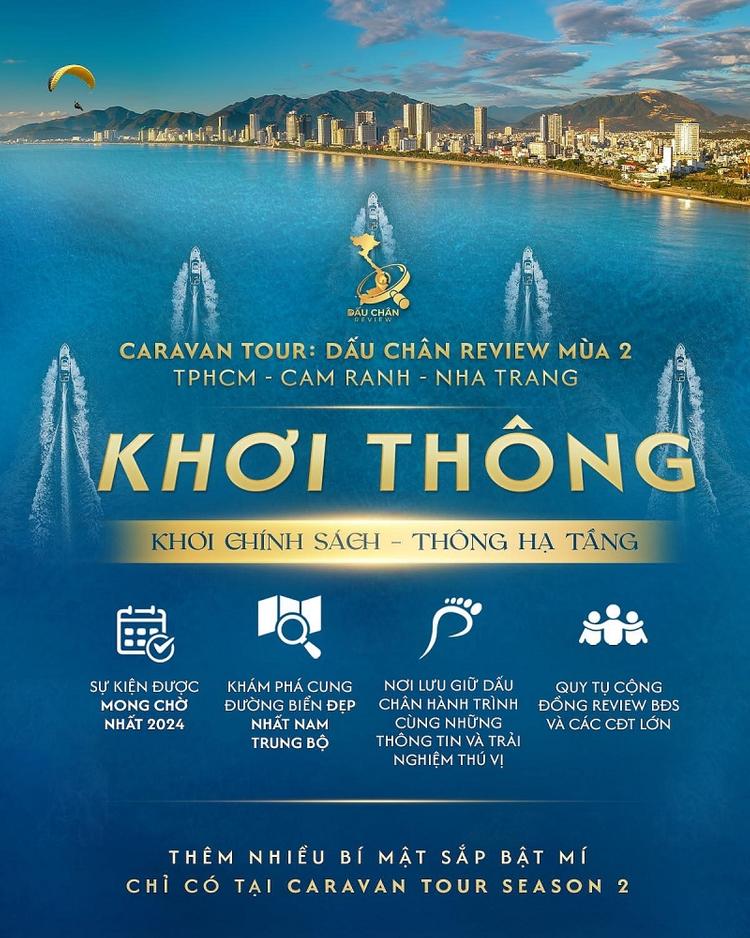 DẤU CHÂN
REVIEW
CARAVAN TOUR: DẤU CHÂN REVIEW MÙA 2
TPHCM - CAM RANH - NHA TRANG
KHƠI THÔNG
KHƠI CHÍNH SÁCH - THÔNG HẠ TẦNG
SỰ KIỆN ĐƯỢC
MONG CHỜ
NHẤT 2024
KHÁM PHÁ CUNG
ĐƯỜNG BIỂN ĐẸP
NHẤT NAM
TRUNG BỘ
NƠI LƯU GIỮ DẤU
CHÂN HÀNH TRÌNH
CÙNG NHỮNG
THÔNG TIN VÀ TRẢI
NGHIỆM THÚ VỊ
QUY TỤ CỘNG
ĐỒNG REVIEW BĐS
VÀ CÁC CĐT LỚN
THÊM NHIỀU BÍ MẬT SẮP BẬT MÍ
CHỈ CÓ TẠI CARAVAN TOUR SEASON 2